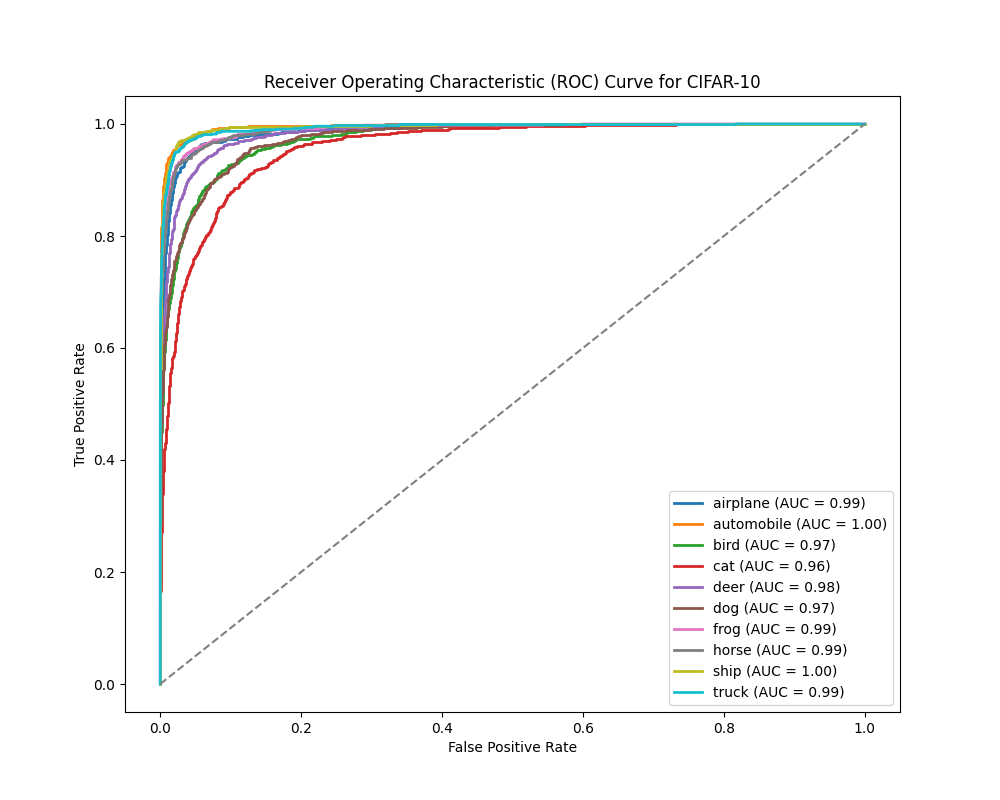 Receiver Operating Characteristic (ROC) Curve for CIFAR-10
True Positive Rate
1.0
0.8
0.6
0.4
0.2
0.0
airplane (AUC = 0.99)
automobile (AUC = 1.00)
bird (AUC = 0.97)
cat (AUC = 0.96)
deer (AUC = 0.98)
dog (AUC = 0.97)
frog (AUC = 0.99)
horse (AUC = 0.99)
ship (AUC = 1.00)
truck (AUC = 0.99)
0.0
0.2
0.4
0.6
0.8
1.0
False Positive Rate